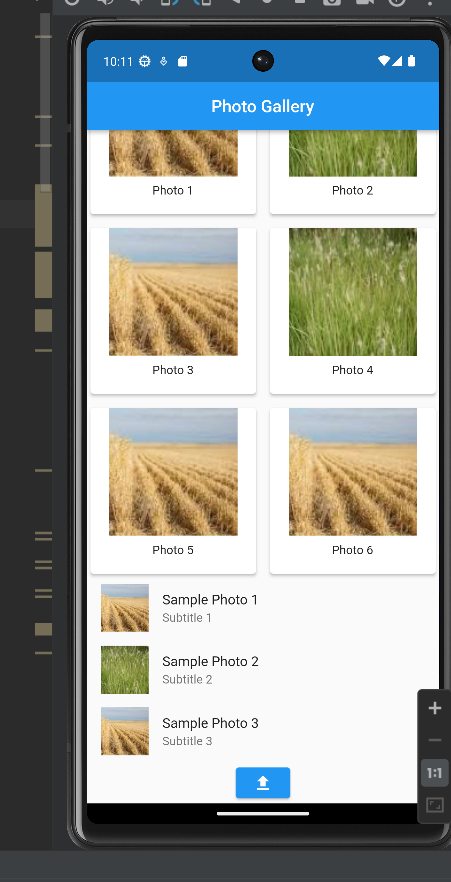 10:11
Photo Gallery
Photo 1
Photo 2
Photo 3
Photo 4
Photo 5
Photo 6
Sample Photo 1
Subtitle 1
Sample Photo 2
Subtitle 2
Sample Photo 3
Subtitle 3
1:1